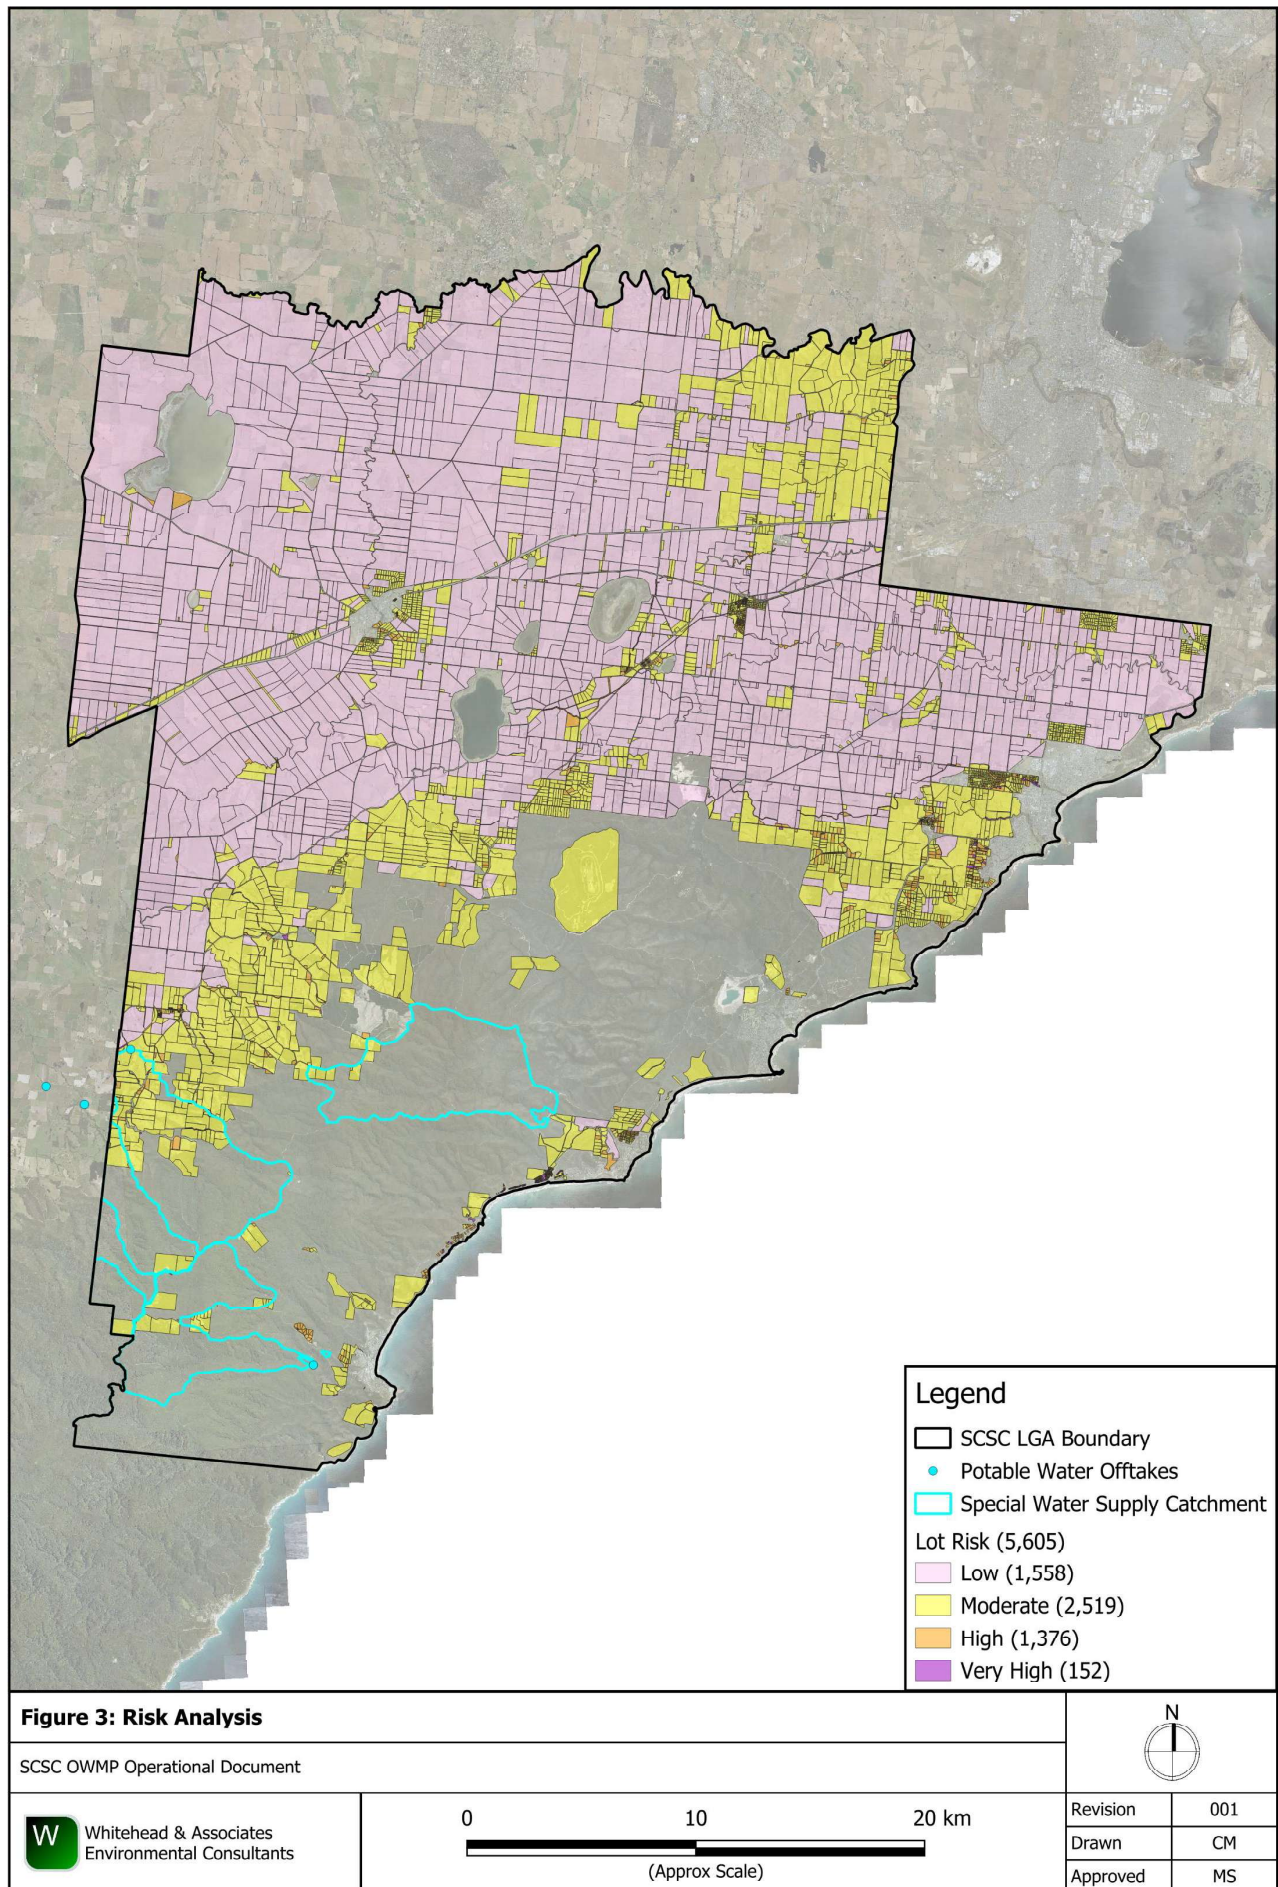 Legend
SCSC LGA Boundary
Potable Water Offtakes
Special Water Supply Catchment
Lot Risk (5,605)
Low (1,558)
Moderate (2,519)
High (1,376)
Very High (152)
Figure 3: Risk Analysis
SCSC OWMP Operational Document
N
W
Whitehead & Associates
Environmental Consultants
0 10 20 km
(Approx Scale)
Revision 001
Drawn CM
Approved MS